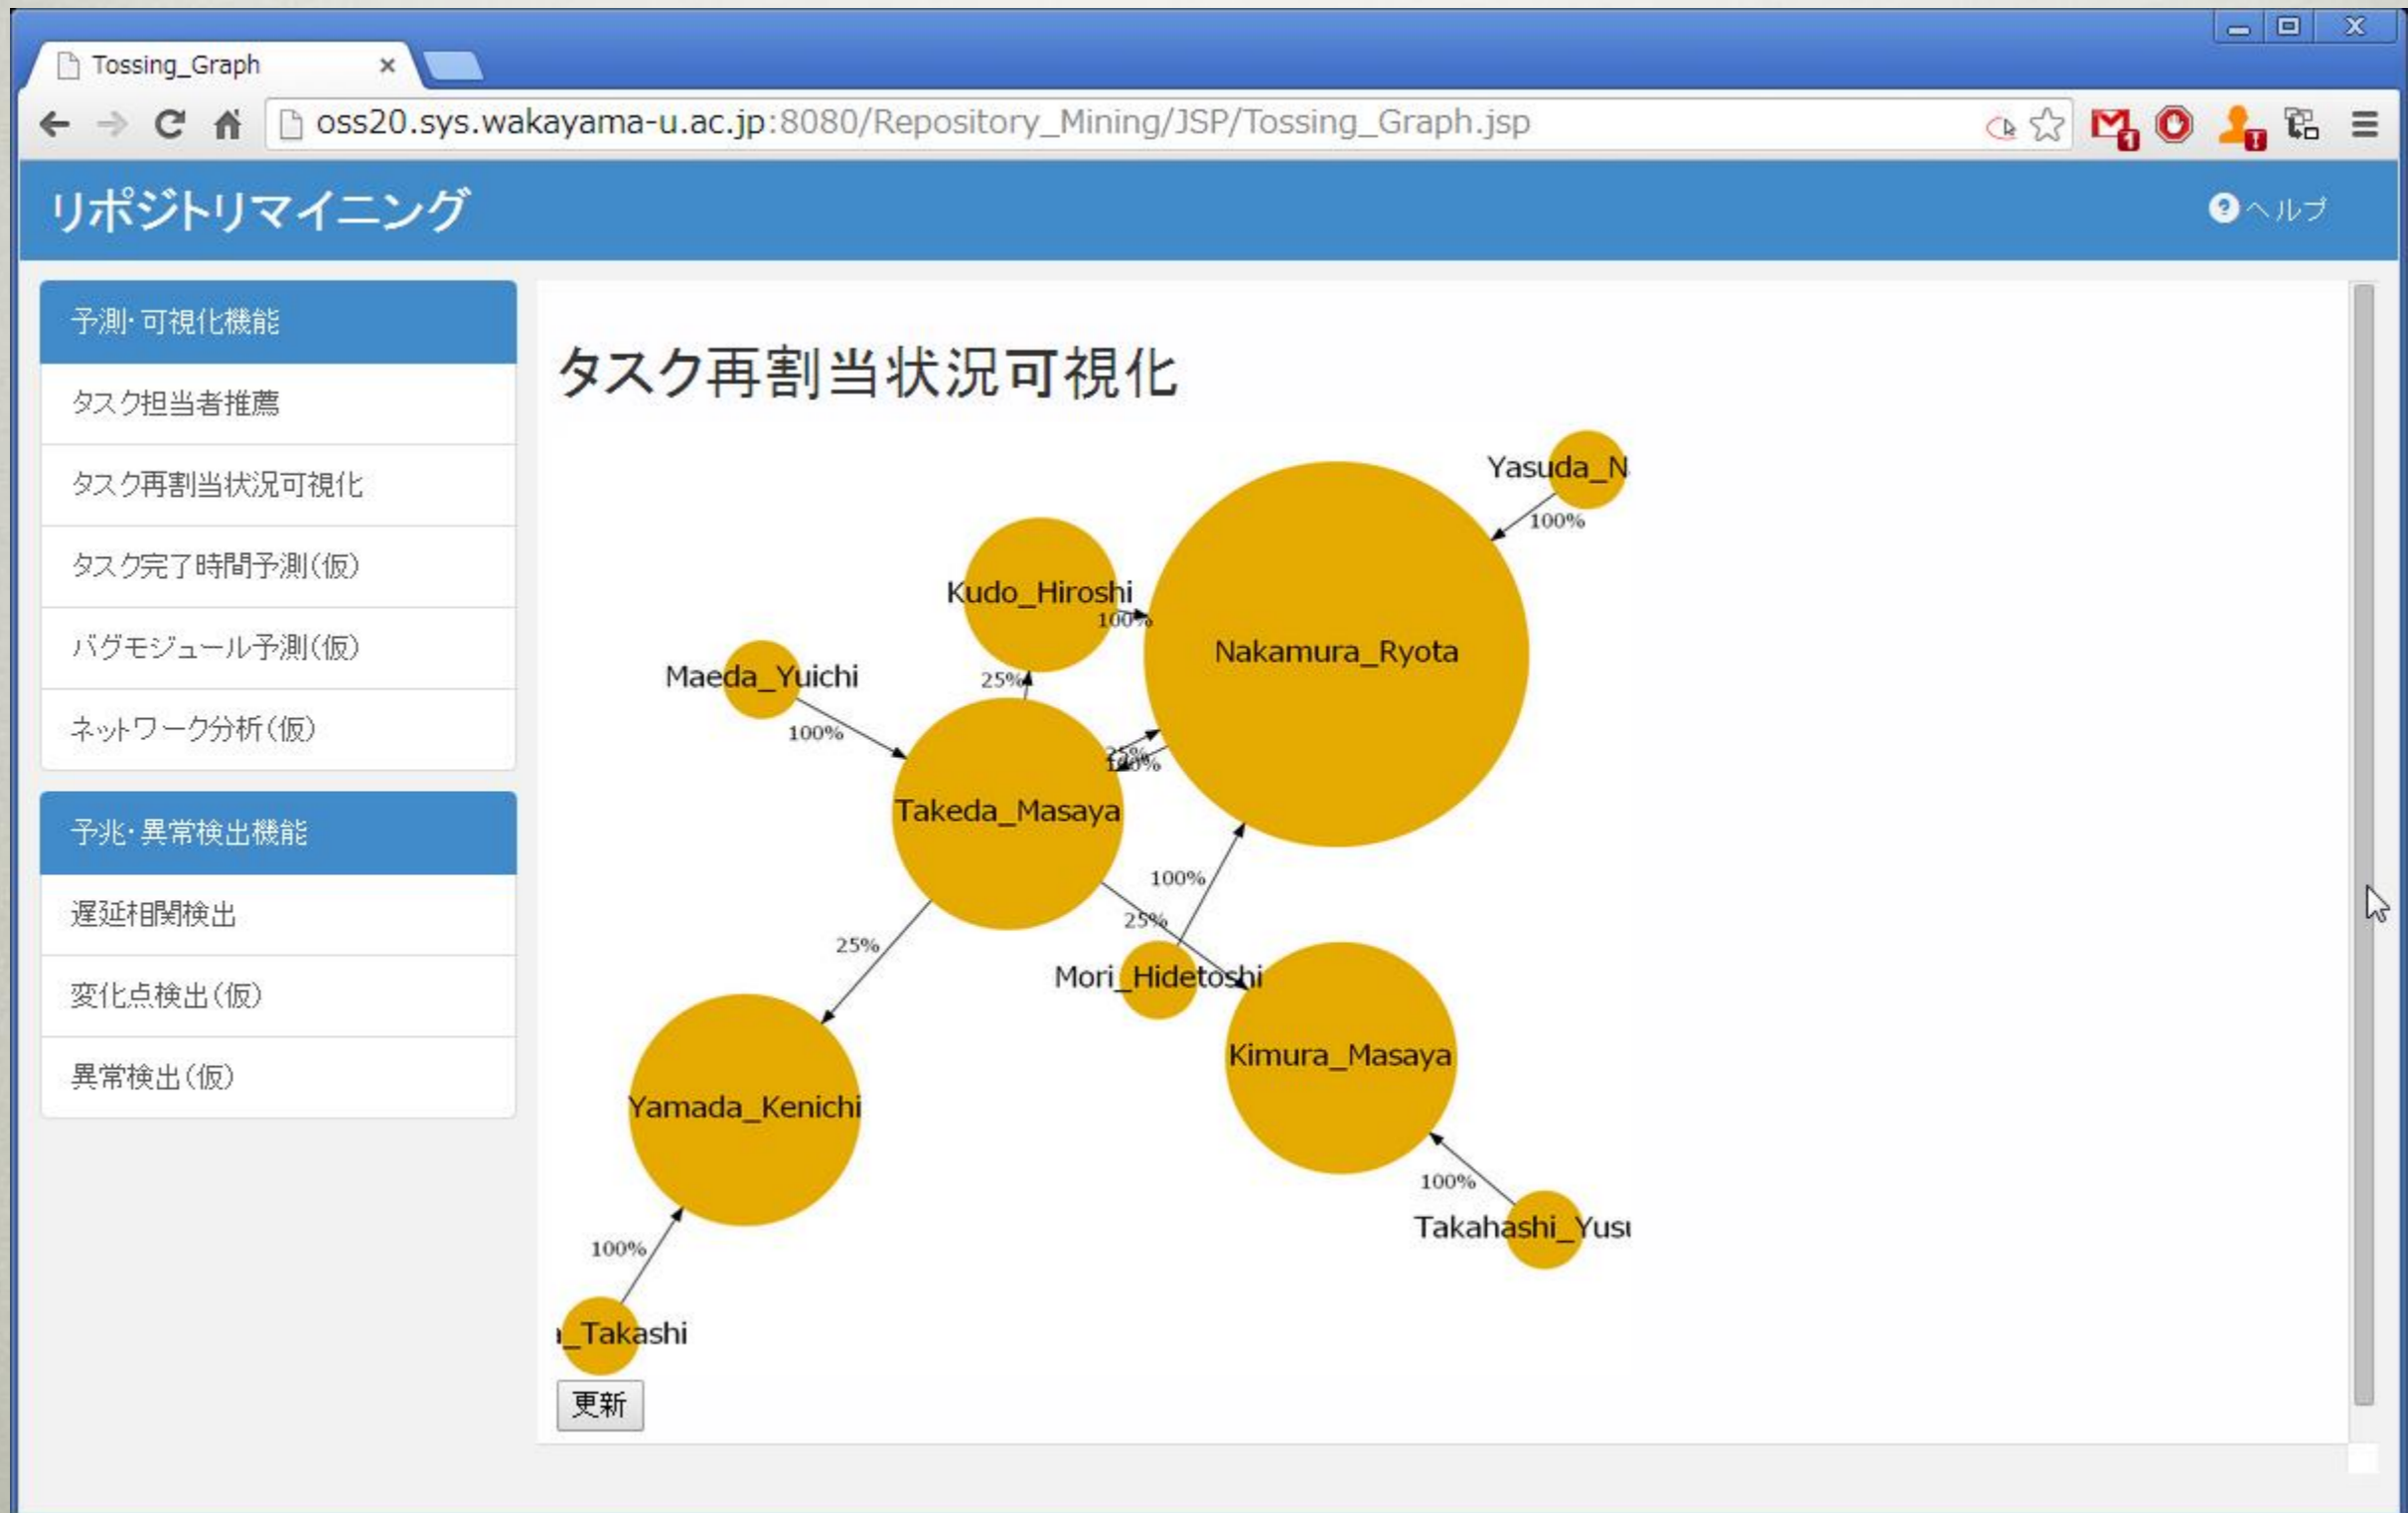 Tossing_Graph
oss20.sys.wakayama-u.ac.jp:8080/Repository_Mining/JSP/Tossing_Graph.jsp
リポジトリマイニング
ヘルプ
予測・可視化機能
タスク担当者推薦
タスク再割当状況可視化
タスク完了時間予測(仮)
バグモジュール予測(仮)
ネットワーク分析(仮)
予兆・異常検出機能
遅延相関検出
変化点検出(仮)
異常検出(仮)
タスク再割当状況可視化
Yasuda_N
100%
Kudo_Hiroshi
100%
Nakamura_Ryota
Maeda_Yuichi
25%
100%
25%
100%
Takeda_Masaya
100%
25%
25%
Mori_Hidetoshi
Kimura_Masaya
Yamada_Kenichi
100%
Takahashi_Yusu
100%
_Takashi
更新